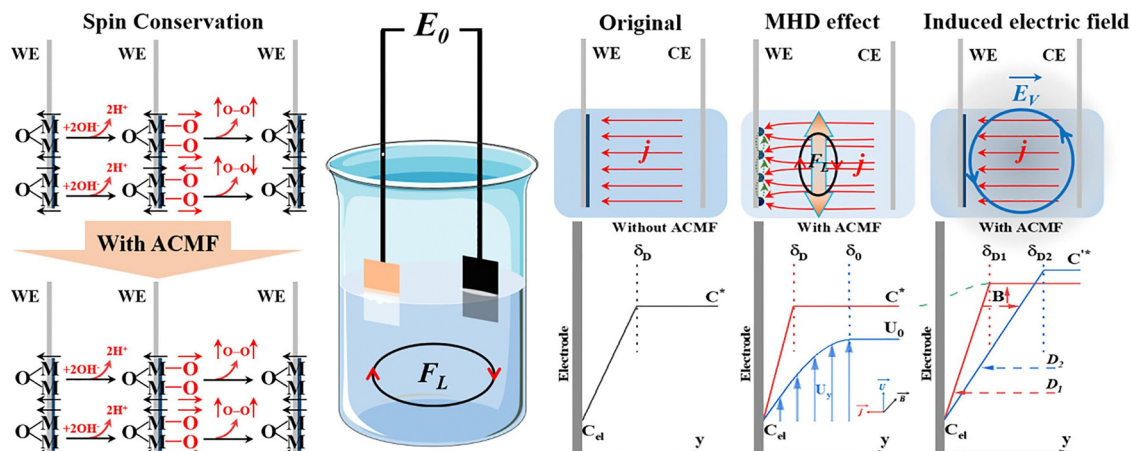 Spin Conservation
WE
WE
WE
2H⁺
↑O–O↑
O
M
M
+2OH⁻
O
M–O
M–O
O
M
M
2H⁺
↑O–O↓
O
M
M
+2OH⁻
O
M–O
M–O
O
M
M
With ACMF
WE
WE
WE
2H⁺
↑O–O↑
O
M
M
+2OH⁻
O
M–O
M–O
O
M
M
2H⁺
↑O–O↑
O
M
M
+2OH⁻
O
M–O
M–O
O
M
M
E₀
F_L
Original
WE CE
j
Without ACMF
δ_D
C*
Electrode
C_el
y
MHD effect
WE CE
F_L
j
With ACMF
δ_D δ₀
C*
U₀
U_y
U
B
J
Electrode
C_el
y
Induced electric field
WE CE
E_V
j
With ACMF
δ_D1 δ_D2
C'*
B
D₂
D₁
Electrode
C_el
y